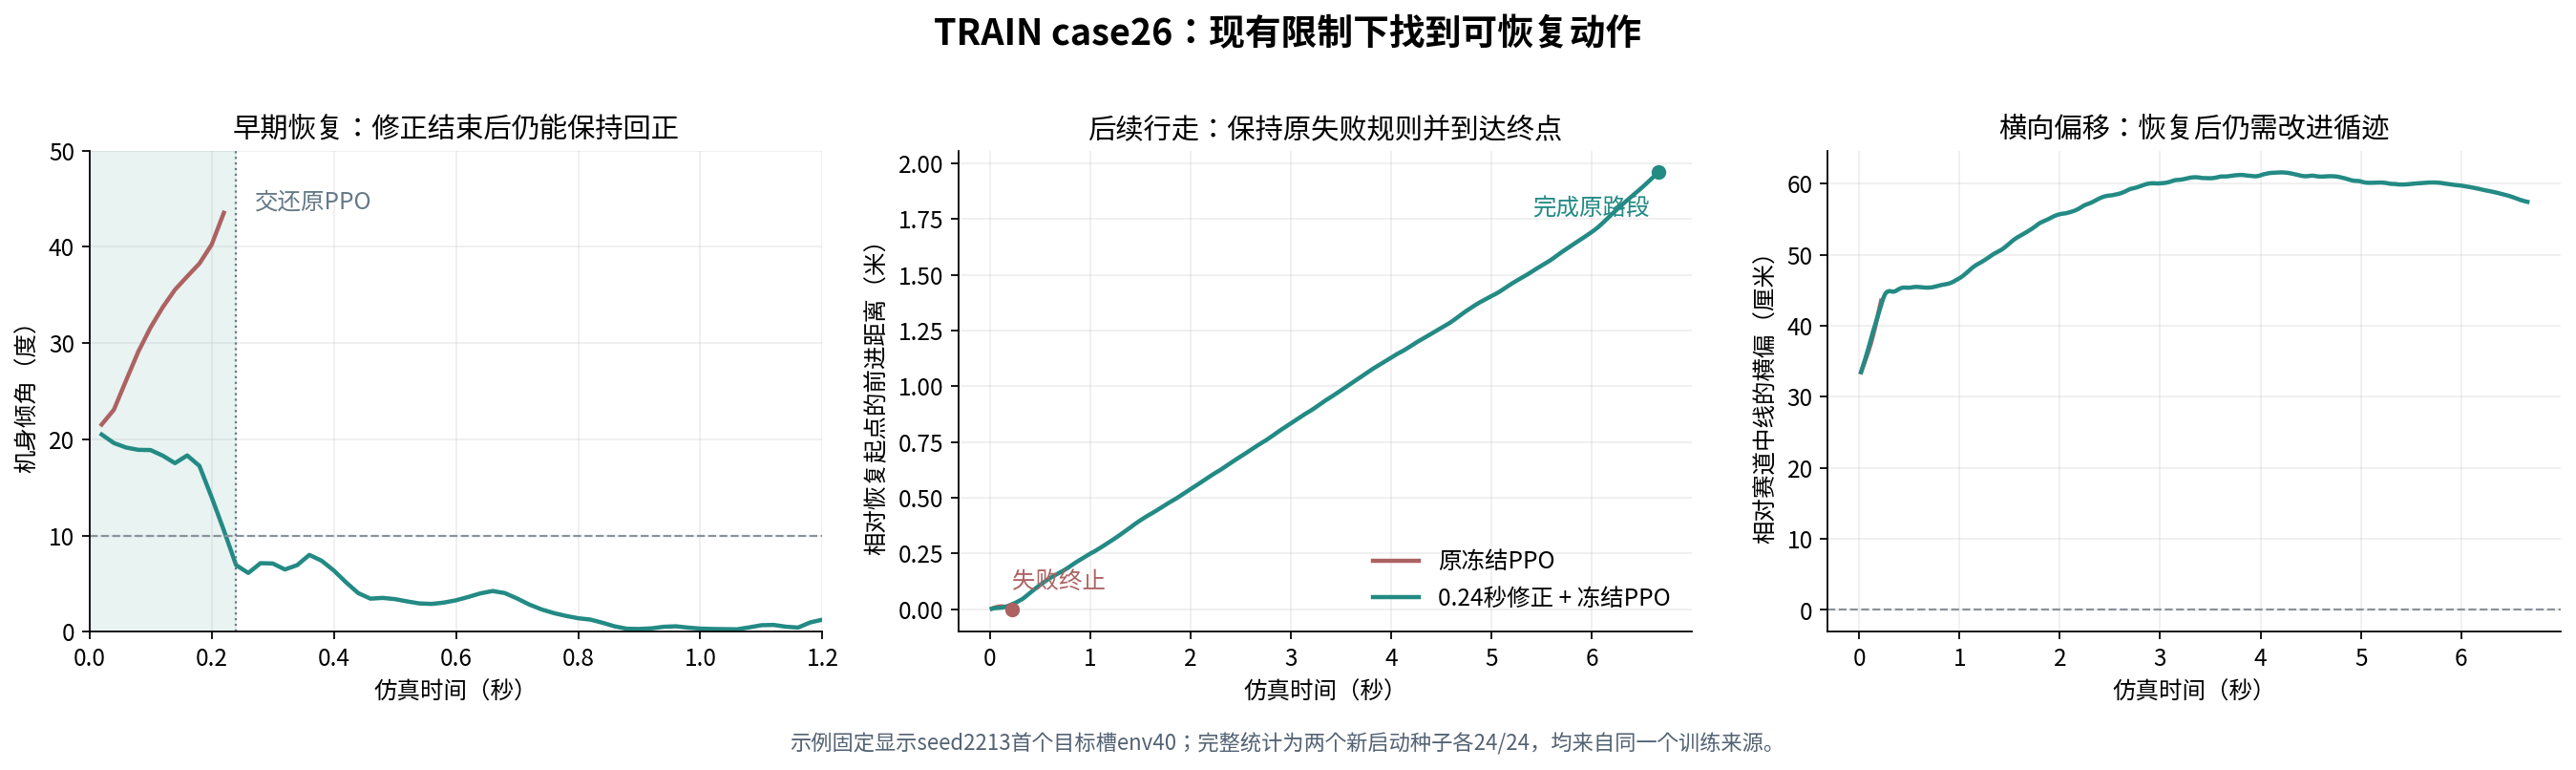 TRAIN case26：现有限制下找到可恢复动作
早期恢复：修正结束后仍能保持回正
50
40
30
20
10
0
机身倾角（度）
交还原PPO
0.0
0.2
0.4
0.6
0.8
1.0
1.2
仿真时间（秒）
后续行走：保持原失败规则并到达终点
2.00
1.75
1.50
1.25
1.00
0.75
0.50
0.25
0.00
相对恢复起点的前进距离（米）
完成原路段
失败终止
原冻结PPO
0.24秒修正 + 冻结PPO
0
1
2
3
4
5
6
仿真时间（秒）
横向偏移：恢复后仍需改进循迹
60
50
40
30
20
10
0
相对赛道中线的横偏（厘米）
0
1
2
3
4
5
6
仿真时间（秒）
示例固定显示seed2213首个目标槽env40；完整统计为两个新启动种子各24/24，均来自同一个训练来源。